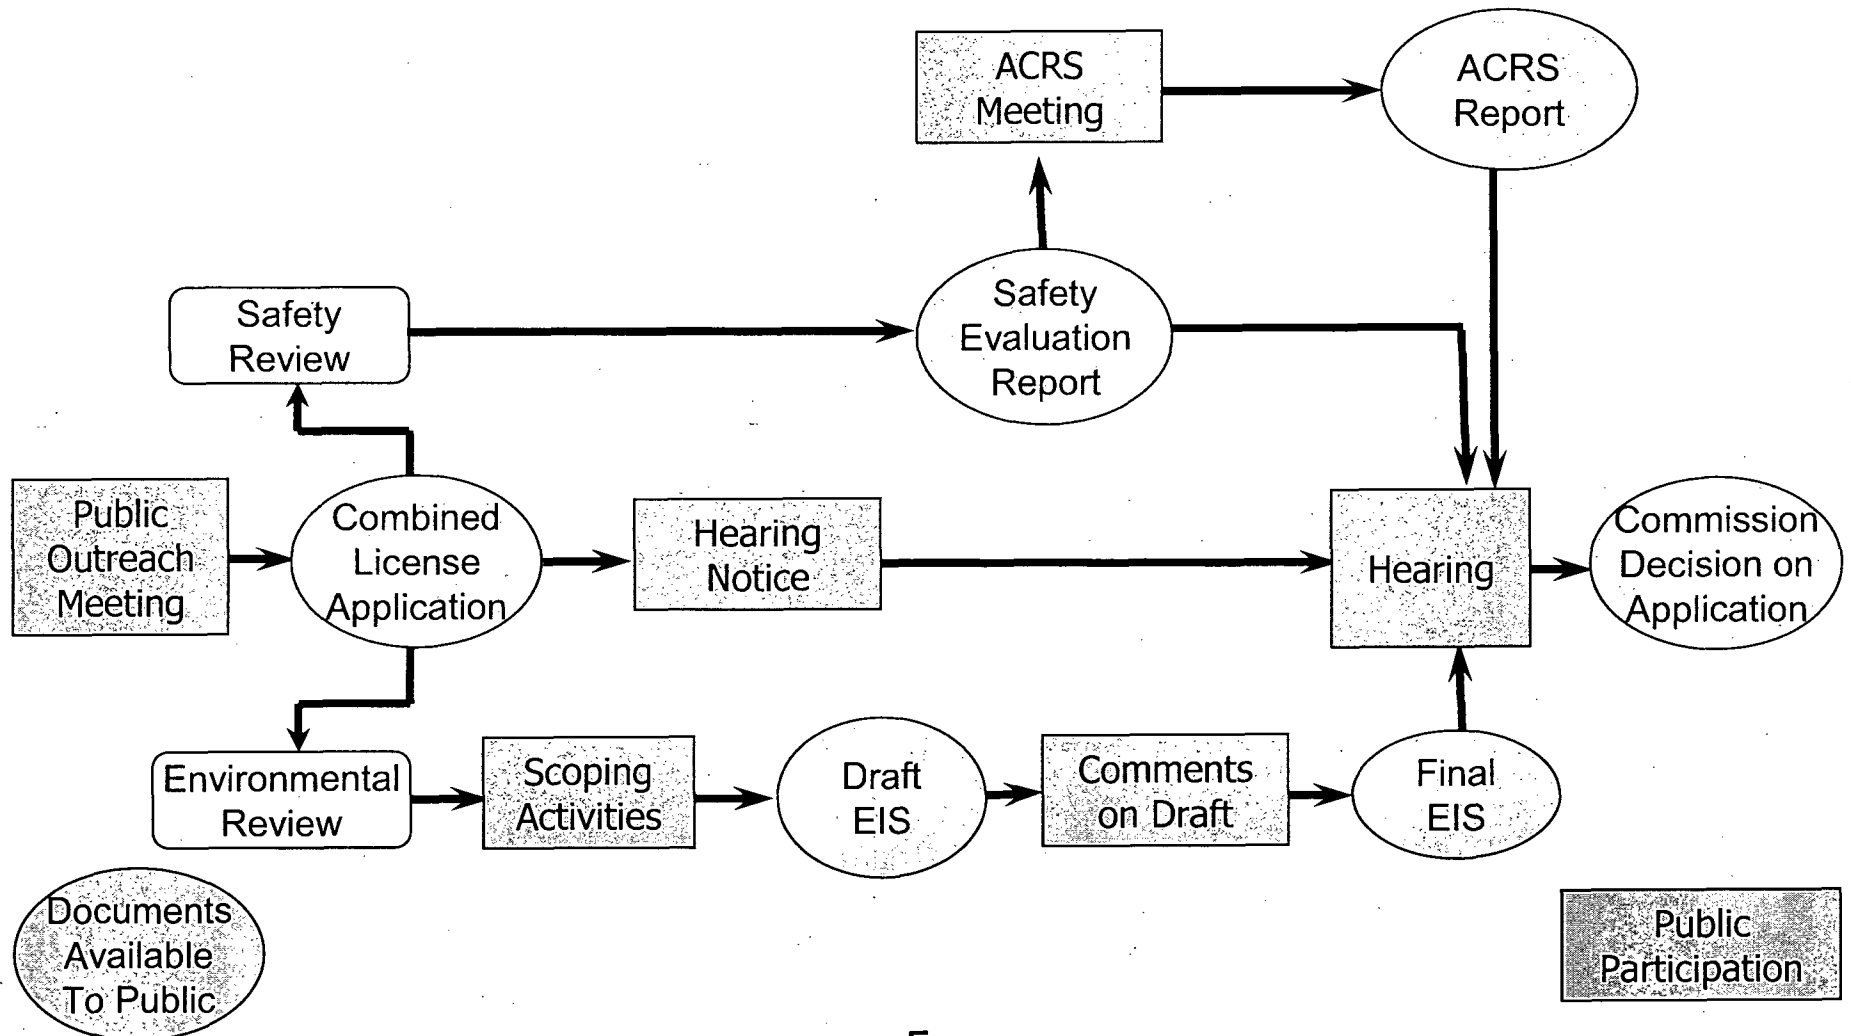 ACRS
Meeting
ACRS
Report
Safety
Review
Safety
Evaluation
Report
Public
Outreach
Meeting
Combined
License
Application
Hearing
Notice
Hearing
Commission
Decision on
Application
Environmental
Review
Scoping
Activities
Draft
EIS
Comments
on Draft
Final
EIS
Documents
Available
To Public
Public
Participation